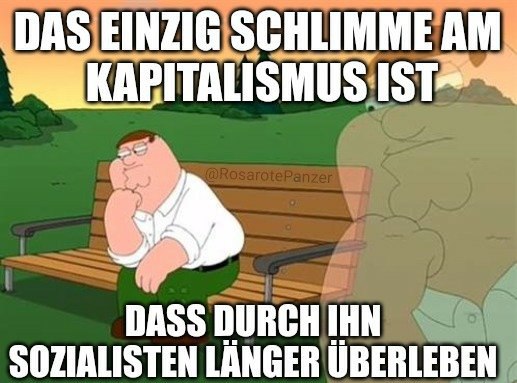 DAS EINZIG SCHLIMME AM
KAPITALISMUS IST
@RosarotePanzer
DASS DURCH IHN
SOZIALISTEN LÄNGER ÜBERLEBEN